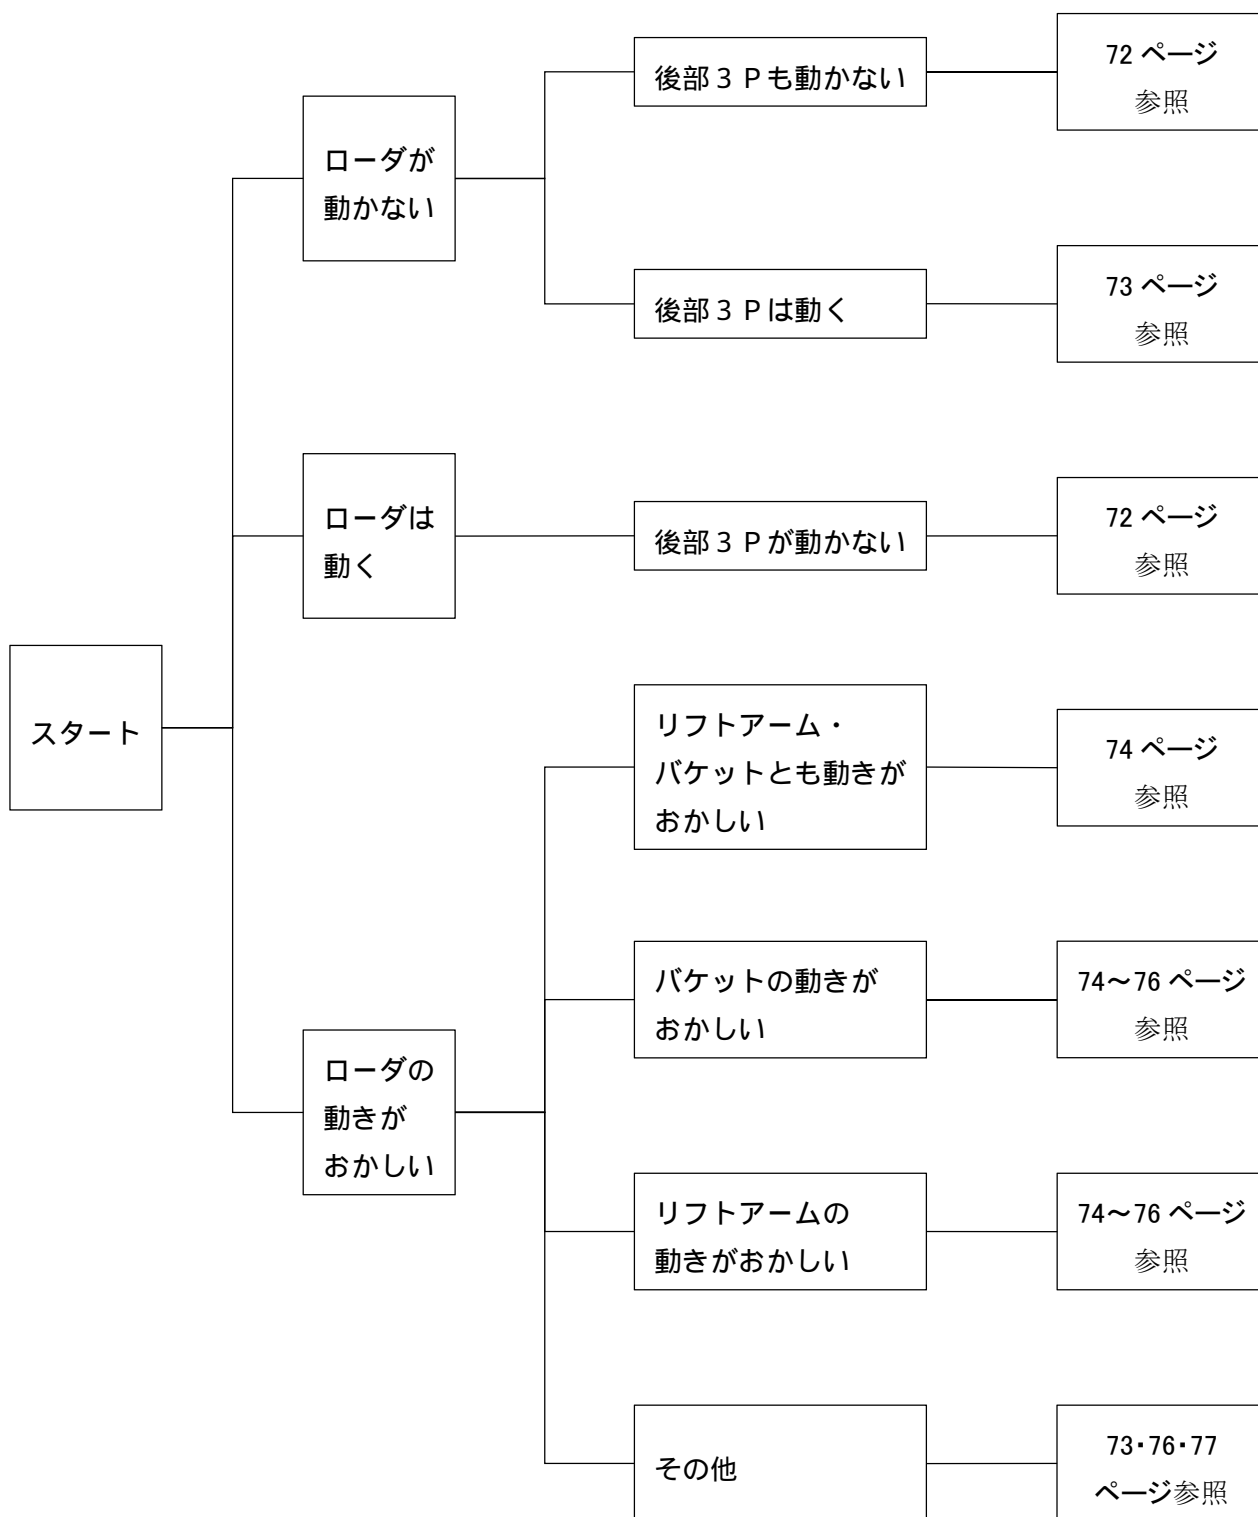 スタート
ローダが
動かない
後部３Ｐも動かない
72 ページ
参照
後部３Ｐは動く
73 ページ
参照
ローダは
動く
後部３Ｐが動かない
72 ページ
参照
ローダの
動きが
おかしい
リフトアーム・
バケットとも動きが
おかしい
74 ページ
参照
バケットの動きが
おかしい
74～76 ページ
参照
リフトアームの
動きがおかしい
74～76 ページ
参照
その他
73・76・77
ページ参照